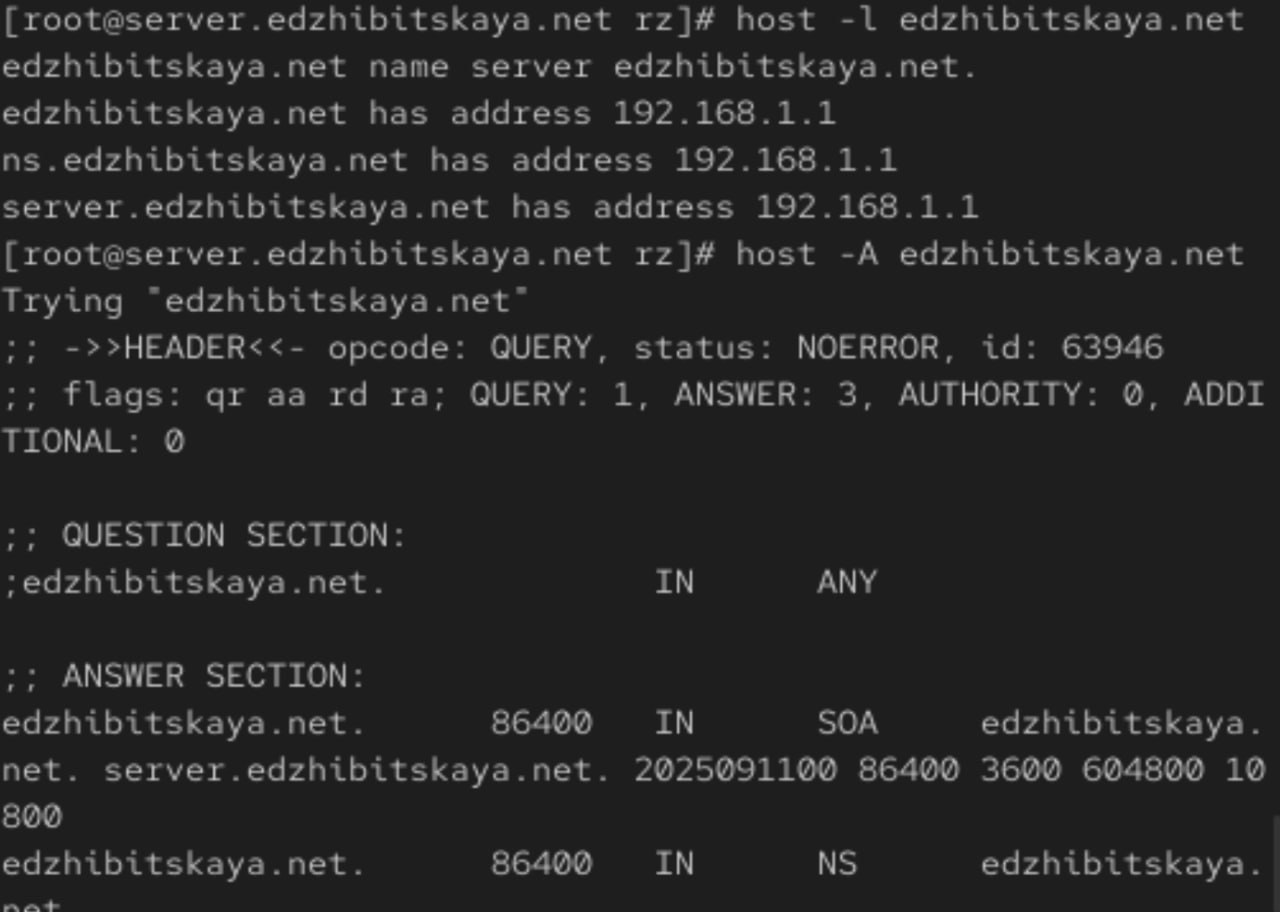 [root@server.edzhibitskaya.net rz]# host -l edzhibitskaya.net
edzhibitskaya.net name server edzhibitskaya.net.
edzhibitskaya.net has address 192.168.1.1
ns.edzhibitskaya.net has address 192.168.1.1
server.edzhibitskaya.net has address 192.168.1.1
[root@server.edzhibitskaya.net rz]# host -A edzhibitskaya.net
Trying "edzhibitskaya.net"
;; ->>HEADER<<- opcode: QUERY, status: NOERROR, id: 63946
;; flags: qr aa rd ra; QUERY: 1, ANSWER: 3, AUTHORITY: 0, ADDI
TIONAL: 0
;; QUESTION SECTION:
;edzhibitskaya.net. IN ANY
;; ANSWER SECTION:
edzhibitskaya.net. 86400 IN SOA edzhibitskaya.
net. server.edzhibitskaya.net. 2025091100 86400 3600 604800 10
800
edzhibitskaya.net. 86400 IN NS edzhibitskaya.
net.